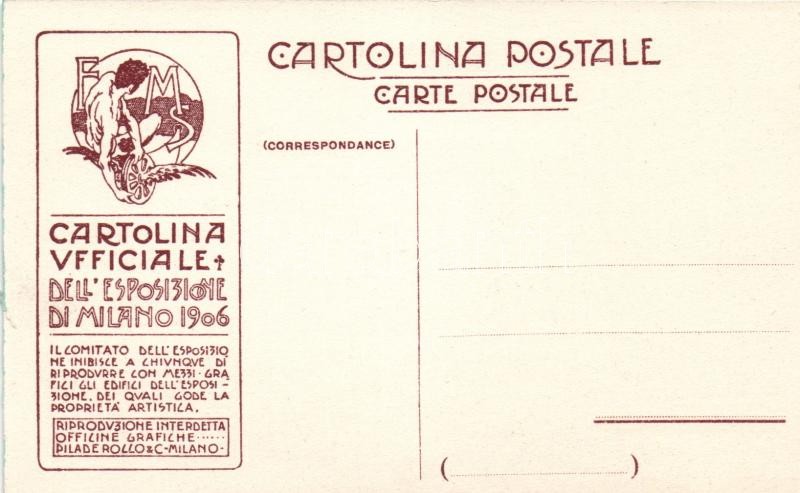 CARTOLINA POSTALE
CARTE POSTALE
(CORRESPONDANCE)
E M S
CARTOLINA
VFFICIALE
DELL'ESPOSIZIONE
DI MILANO 1906
IL COMITATO DELL'ESPOSIZIO
NE INIBISCE A CHIVNQVE DI
RIPRODVRRE CON MEZZI-GRA
FICI GLI EDIFICI DELL'ESPOSI-
ZIONE, DEI QVALI GODE LA
PROPRIETÀ ARTISTICA.
RIPRODVZIONE INTERDETTA
OFFICINE GRAFICHE......
PILADE ROCCO&C-MILANO-
( )